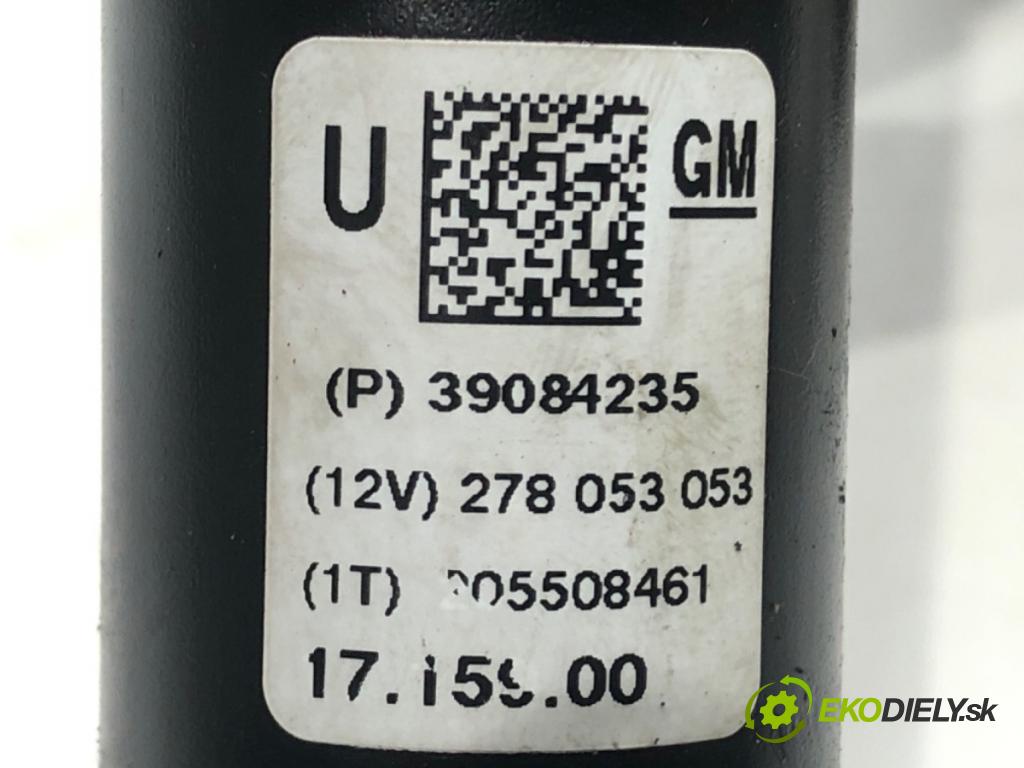 U
GM
(P) 39084235
(12V) 278 053 053
(1T)
EKODIELY.sk